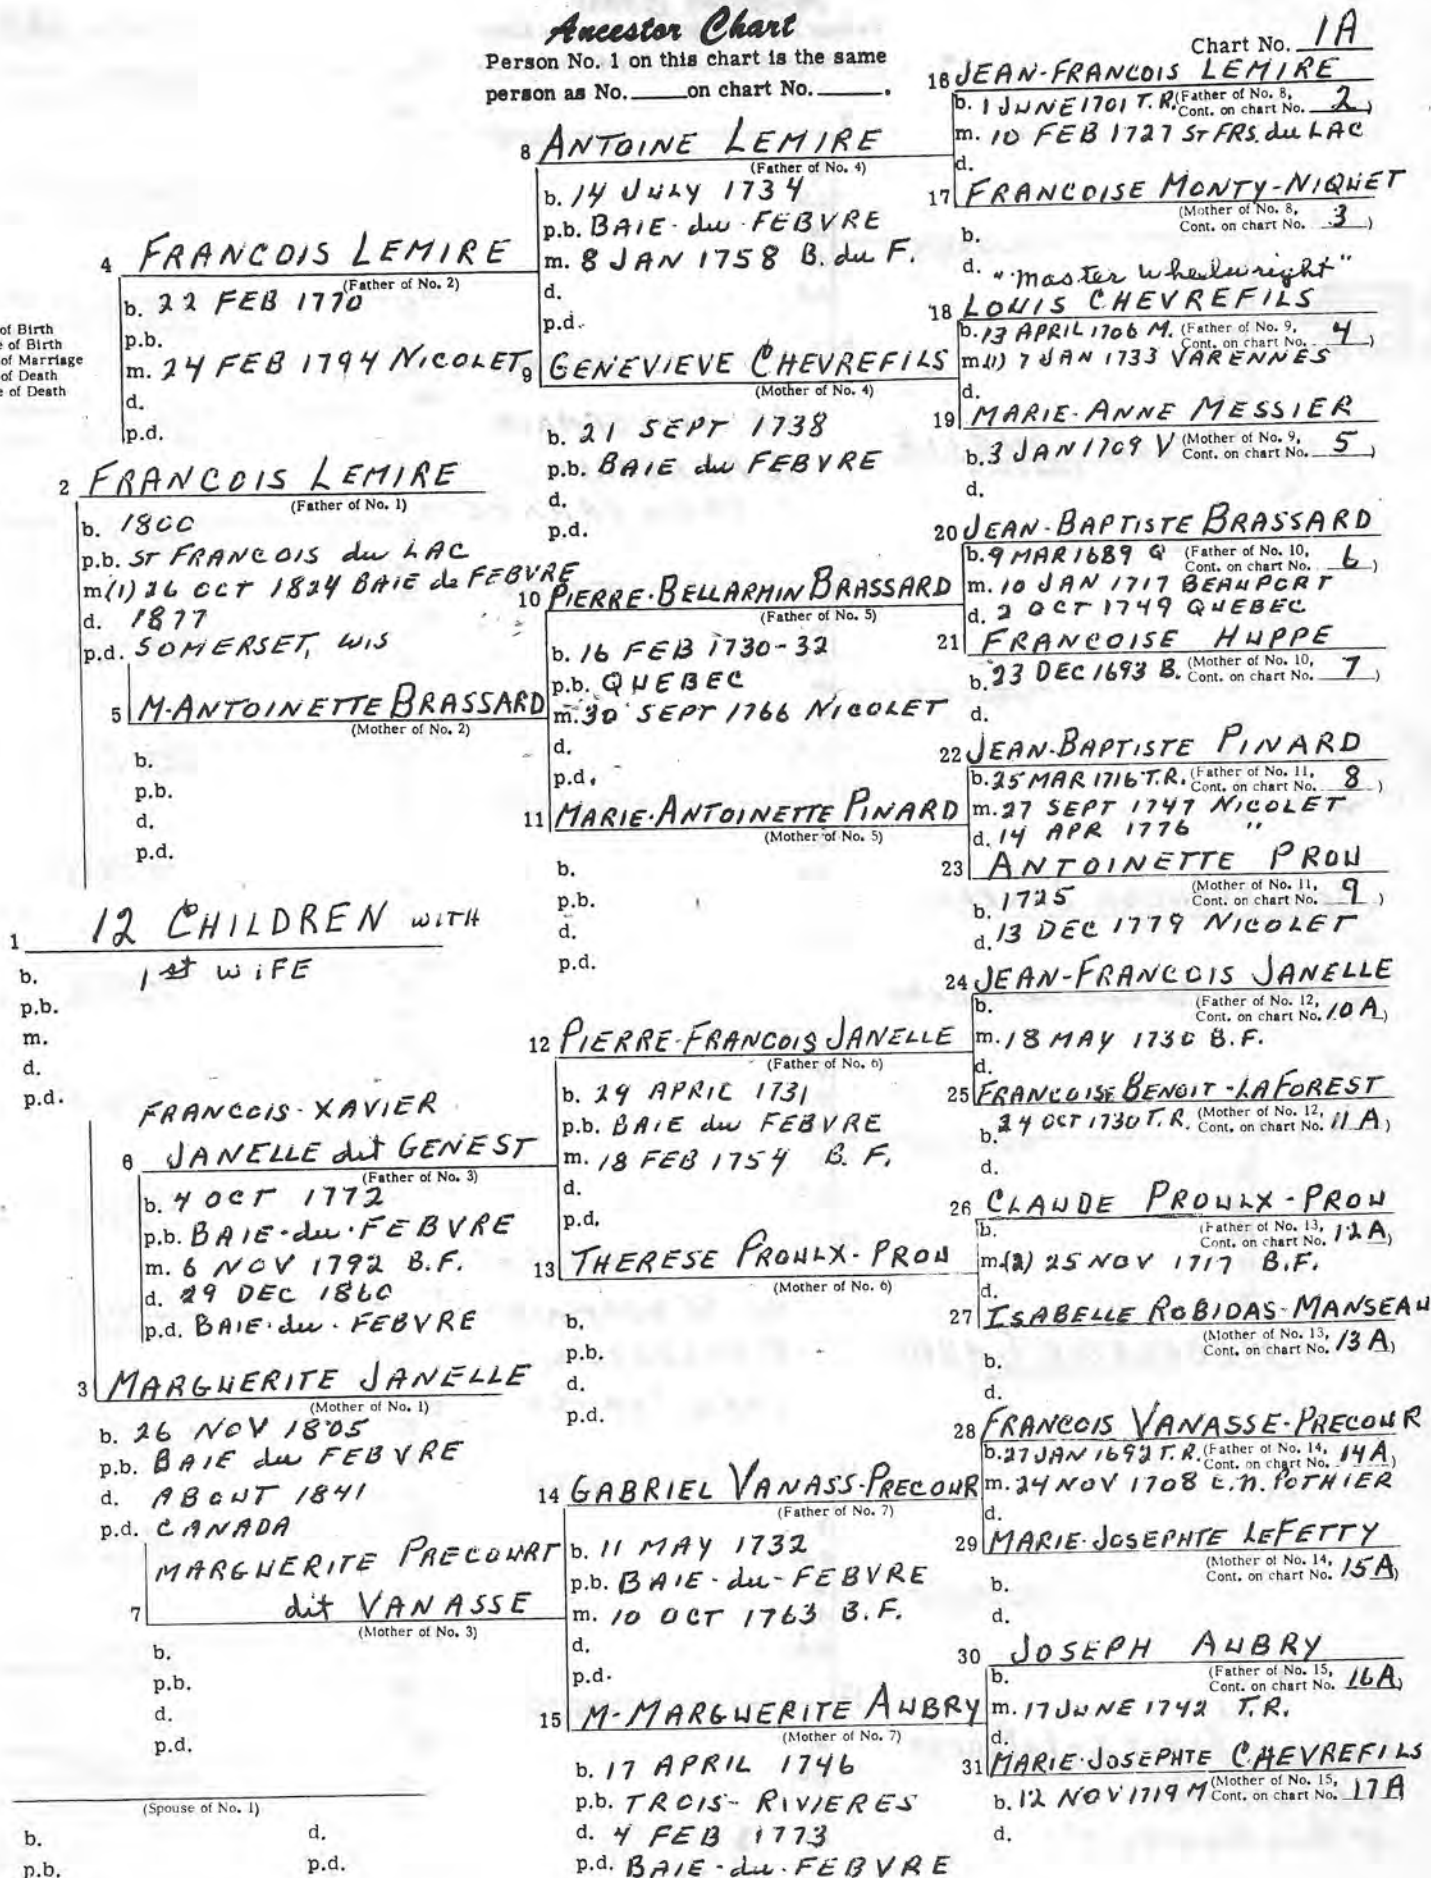 Ancestor Chart
Person No. 1 on this chart is the same
person as No. on chart No. .
Chart No. 1A
of Birth
e of Birth
of Marriage
of Death
e of Death
1 12 CHILDREN WITH
1st WIFE
b.
p.b.
m.
d.
p.d.
2 FRANCOIS LEMIRE
(Father of No. 1)
b. 1800
p.b. ST FRANCOIS du LAC
m(1) 26 OCT 1824 BAIE de FEBVRE
d. 1877
p.d. SOMERSET, WIS
3 MARGUERITE JANELLE
(Mother of No. 1)
b. 26 NOV 1805
p.b. BAIE du FEBVRE
d. ABOUT 1841
p.d. CANADA
4 FRANCOIS LEMIRE
(Father of No. 2)
b. 22 FEB 1770
p.b.
m. 24 FEB 1794 NICOLET
d.
p.d.
5 M-ANTOINETTE BRASSARD
(Mother of No. 2)
b.
p.b.
d.
p.d.
FRANCOIS-XAVIER
6 JANELLE dit GENEST
(Father of No. 3)
b. 4 OCT 1772
p.b. BAIE-du-FEBVRE
m. 6 NOV 1792 B.F.
d. 29 DEC 1860
p.d. BAIE-du-FEBVRE
MARGUERITE PRECOURT
7 dit VANASSE
(Mother of No. 3)
b.
p.b.
d.
p.d.
(Spouse of No. 1)
b. d.
p.b. p.d.
8 ANTOINE LEMIRE
(Father of No. 4)
b. 14 JULY 1734
p.b. BAIE-du-FEBVRE
m. 8 JAN 1758 B. du F.
d.
p.d.
9 GENEVIEVE CHEVREFILS
(Mother of No. 4)
b. 21 SEPT 1738
p.b. BAIE du FEBVRE
d.
p.d.
10 PIERRE-BELLARMIN BRASSARD
(Father of No. 5)
b. 16 FEB 1730-32
p.b. QUEBEC
m. 30 SEPT 1766 NICOLET
d.
p.d.
11 MARIE-ANTOINETTE PINARD
(Mother of No. 5)
b.
p.b.
d.
p.d.
12 PIERRE-FRANCOIS JANELLE
(Father of No. 6)
b. 29 APRIL 1731
p.b. BAIE du FEBVRE
m. 18 FEB 1754 B.F.
d.
p.d.
13 THERESE PROULX-PROU
(Mother of No. 6)
b.
p.b.
d.
p.d.
14 GABRIEL VANASS-PRECOUR
(Father of No. 7)
b. 11 MAY 1732
p.b. BAIE-du-FEBVRE
m. 10 OCT 1763 B.F.
d.
p.d.
15 M-MARGUERITE AUBRY
(Mother of No. 7)
b. 17 APRIL 1746
p.b. TROIS-RIVIERES
d. 4 FEB 1773
p.d. BAIE-du-FEBVRE
16 JEAN-FRANCOIS LEMIRE
b. 1 JUNE 1701 T.R. (Father of No. 8,
Cont. on chart No. 2)
m. 10 FEB 1727 ST FRS. du LAC
d.
17 FRANCOISE MONTY-NIQUET
(Mother of No. 8,
Cont. on chart No. 3)
b.
d.
"Master Wheelwright"
18 LOUIS CHEVREFILS
b. 13 APRIL 1706 M. (Father of No. 9,
Cont. on chart No. 4)
m(1) 7 JAN 1733 VARENNES
d.
19 MARIE-ANNE MESSIER
b. 3 JAN 1709 V (Mother of No. 9,
Cont. on chart No. 5)
d.
20 JEAN-BAPTISTE BRASSARD
b. 9 MAR 1689 Q (Father of No. 10,
Cont. on chart No. 6)
m. 10 JAN 1717 BEAUPORT
d. 2 OCT 1749 QUEBEC
21 FRANCOISE HUPPE
b. 23 DEC 1693 B. (Mother of No. 10,
Cont. on chart No. 7)
d.
22 JEAN-BAPTISTE PINARD
b. 25 MAR 1716 T.R. (Father of No. 11,
Cont. on chart No. 8)
m. 27 SEPT 1747 NICOLET
d. 14 APR 1776 "
23 ANTOINETTE PROU
b. 1725 (Mother of No. 11,
Cont. on chart No. 9)
d. 13 DEC 1779 NICOLET
24 JEAN-FRANCOIS JANELLE
b. (Father of No. 12,
Cont. on chart No. 10A)
m. 18 MAY 1730 B.F.
d.
25 FRANCOISE BENOIT-LAFOREST
b. 24 OCT 1730 T.R. (Mother of No. 12,
Cont. on chart No. 11A)
d.
26 CLAUDE PROULX-PROU
b. (Father of No. 13,
Cont. on chart No. 12A)
m.(2) 25 NOV 1717 B.F.
d.
27 ISABELLE ROBIDAS-MANSEAU
(Mother of No. 13,
Cont. on chart No. 13A)
b.
d.
28 FRANCOIS VANASSE-PRECOUR
b. 27 JAN 1692 T.R. (Father of No. 14,
Cont. on chart No. 14A)
m. 24 NOV 1708 C.N. POTHIER
d.
29 MARIE-JOSEPHTE LEFETTY
(Mother of No. 14,
Cont. on chart No. 15A)
b.
d.
30 JOSEPH AUBRY
b. (Father of No. 15,
Cont. on chart No. 16A)
m. 17 JUNE 1742 T.R.
d.
31 MARIE-JOSEPHTE CHEVREFILS
b. 12 NOV 1719 M (Mother of No. 15,
Cont. on chart No. 17A)
d.